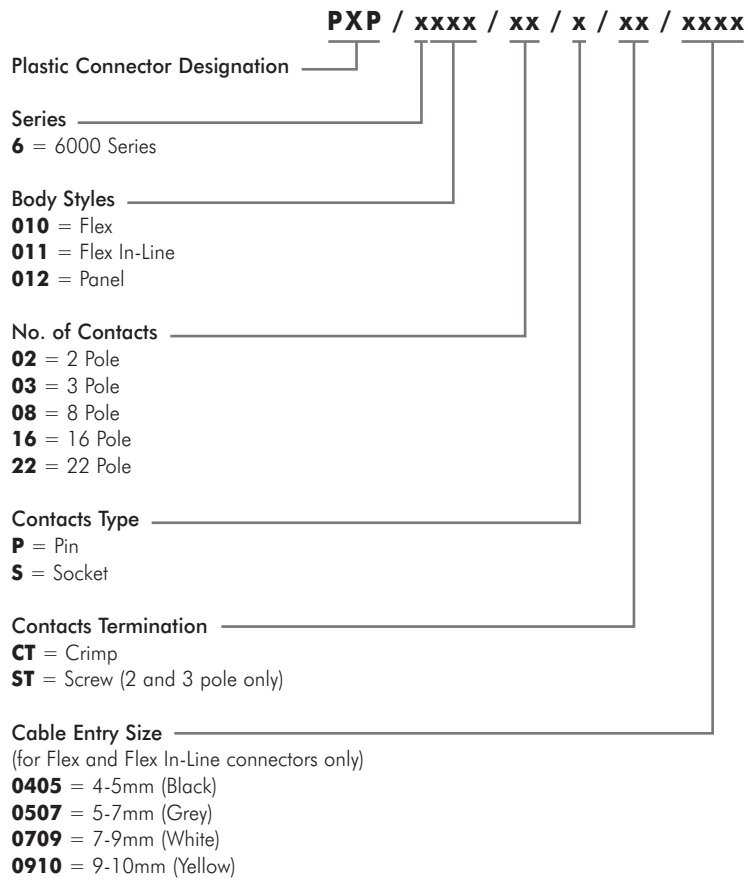 PXP / xxxx / xx / x / xx / xxxx
Plastic Connector Designation
Series
6 = 6000 Series
Body Styles
010 = Flex
011 = Flex In-Line
012 = Panel
No. of Contacts
02 = 2 Pole
03 = 3 Pole
08 = 8 Pole
16 = 16 Pole
22 = 22 Pole
Contacts Type
P = Pin
S = Socket
Contacts Termination
CT = Crimp
ST = Screw (2 and 3 pole only)
Cable Entry Size
(for Flex and Flex In-Line connectors only)
0405 = 4-5mm (Black)
0507 = 5-7mm (Grey)
0709 = 7-9mm (White)
0910 = 9-10mm (Yellow)